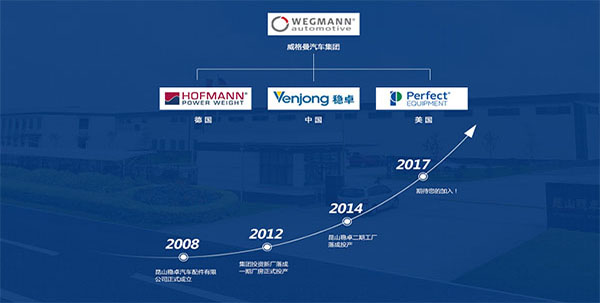 WEGMANN®
automotive
威格曼汽车集团
HOFMANN®
POWER WEIGHT
Venjong 稳卓
Perfect®
EQUIPMENT
德国
中国
美国
2017
期待您的加入！
2014
昆山稳卓二期工厂
落成投产
2012
集团投资新厂落成
一期厂房正式投产
2008
昆山稳卓汽车配件有限
公司正式成立